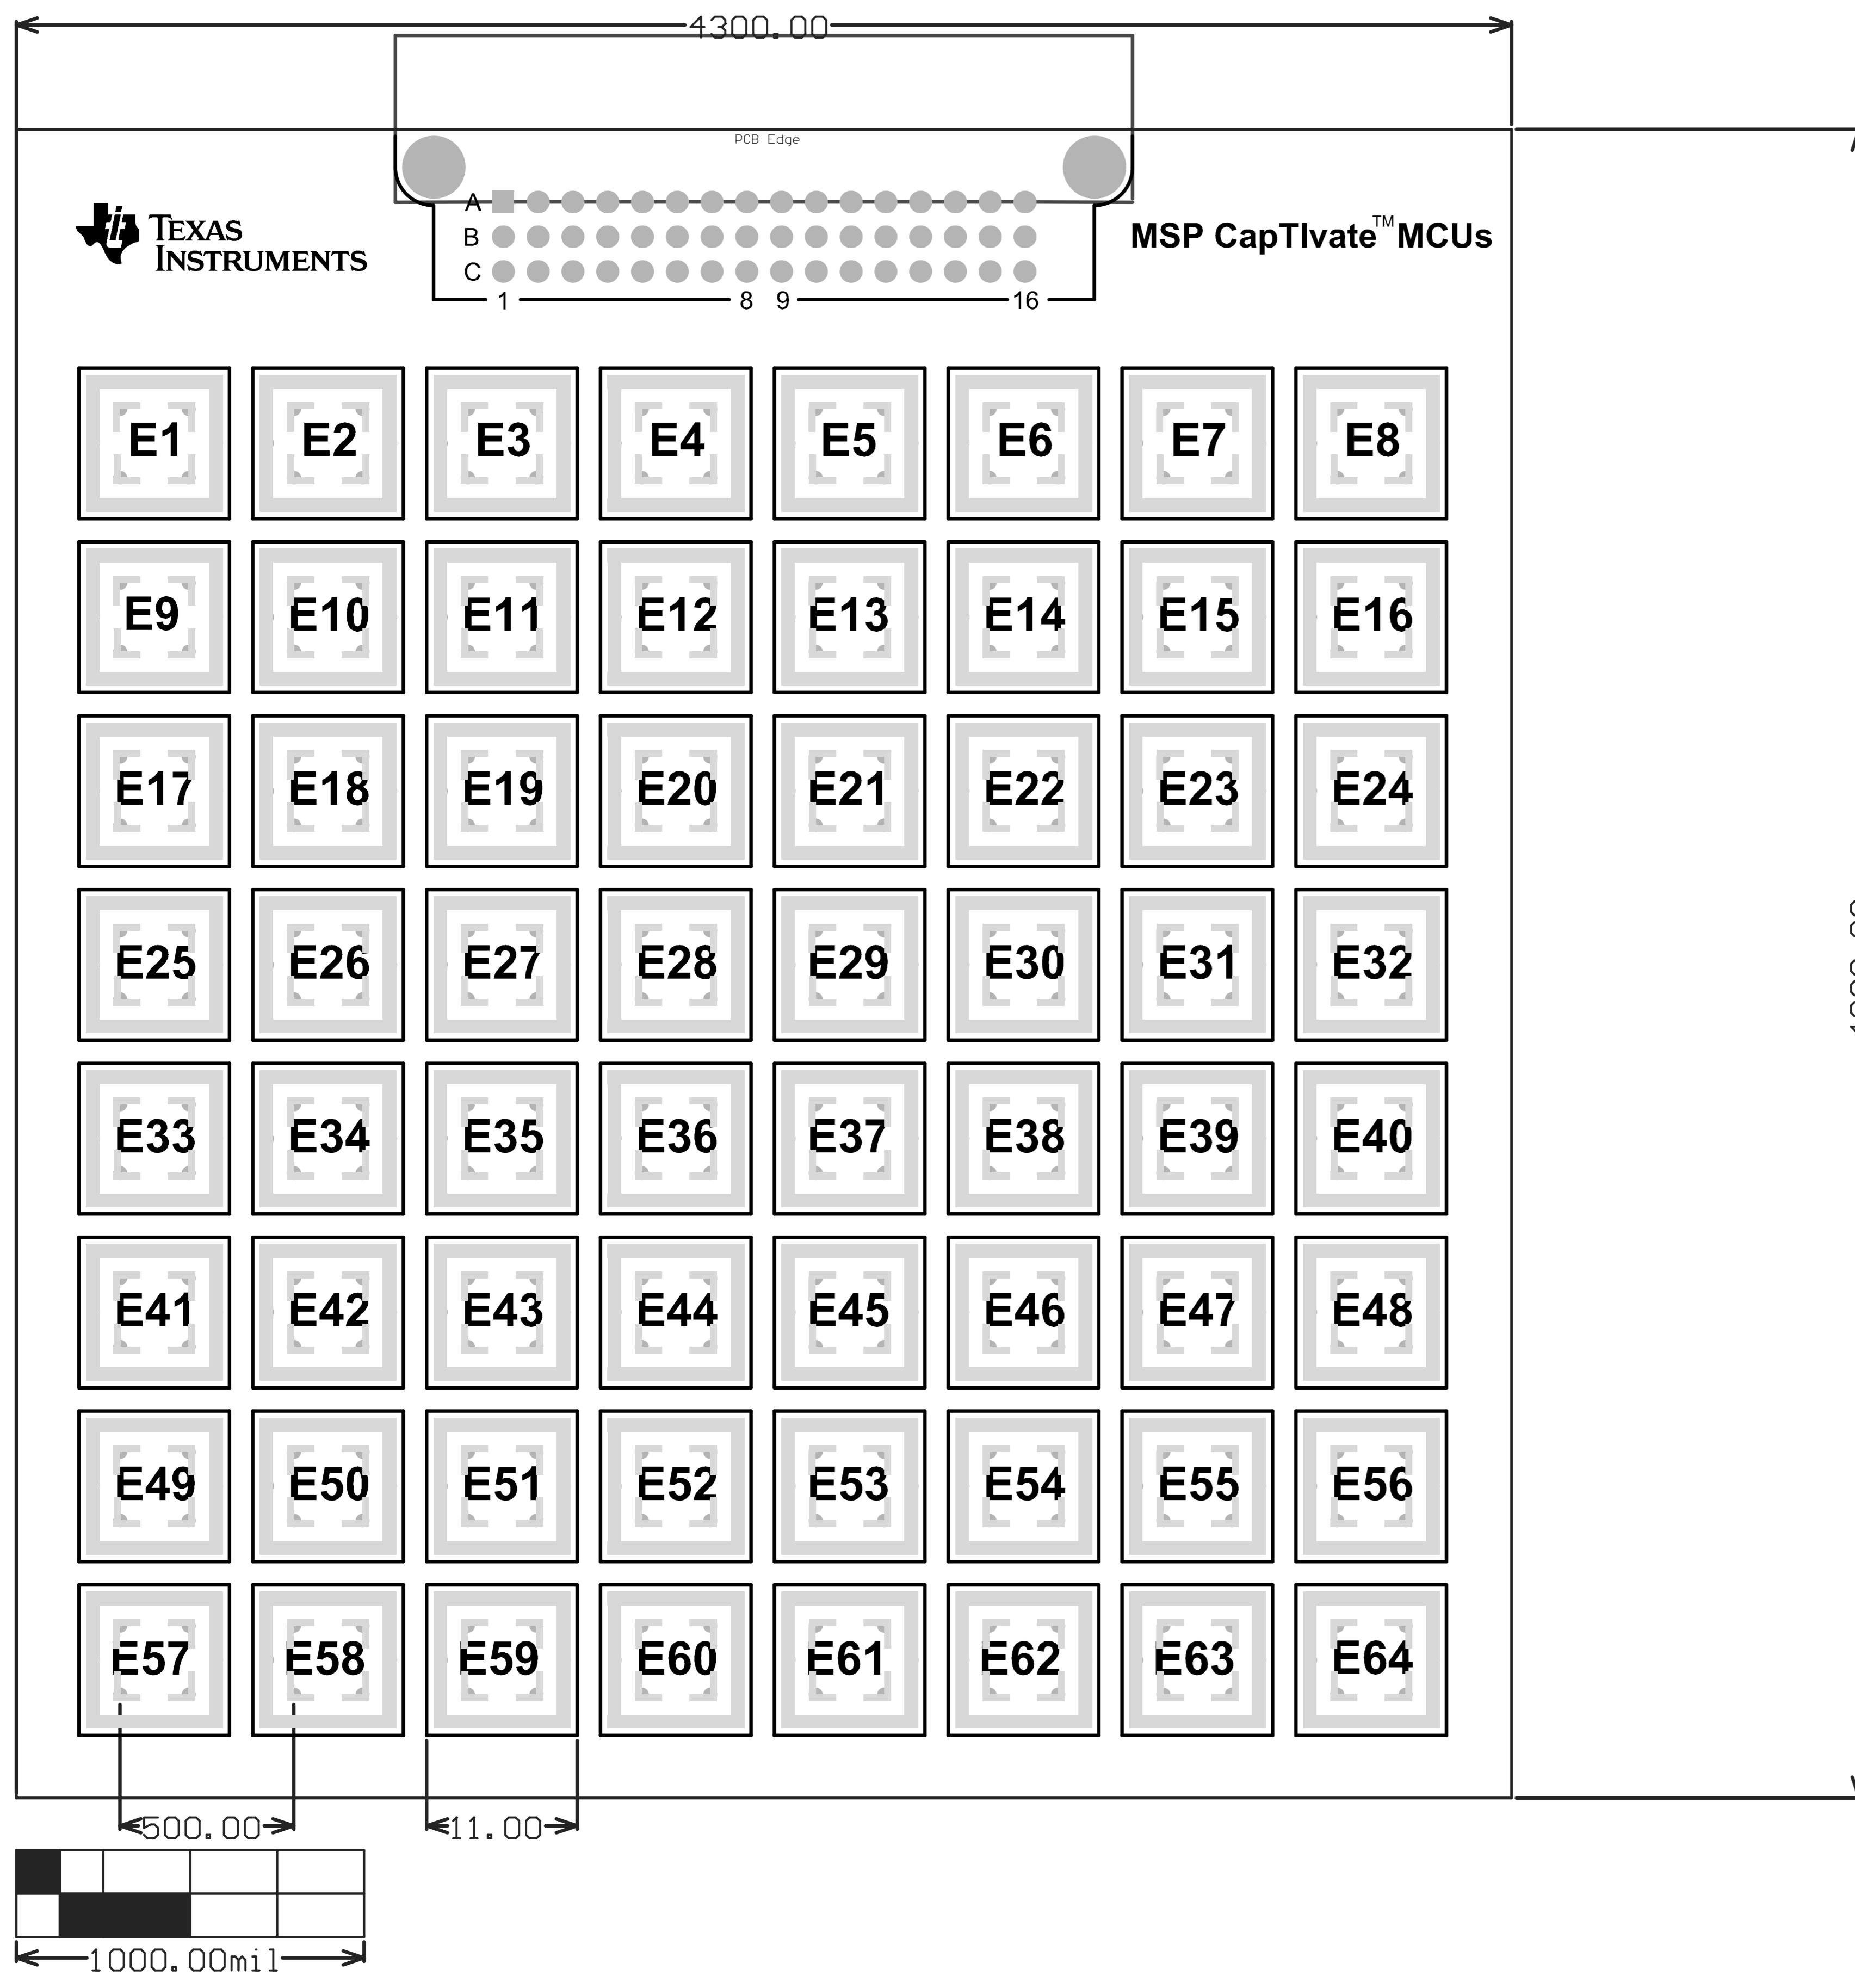 4300.00
PCB Edge
A
TEXAS
INSTRUMENTS
B
MSP CapTIvate™ MCUs
C
1 8 9 16
E1 E2 E3 E4 E5 E6 E7 E8
E9 E10 E11 E12 E13 E14 E15 E16
E17 E18 E19 E20 E21 E22 E23 E24
E25 E26 E27 E28 E29 E30 E31 E32
E33 E34 E35 E36 E37 E38 E39 E40
E41 E42 E43 E44 E45 E46 E47 E48
E49 E50 E51 E52 E53 E54 E55 E56
E57 E58 E59 E60 E61 E62 E63 E64
500.00 11.00
1000.00mil